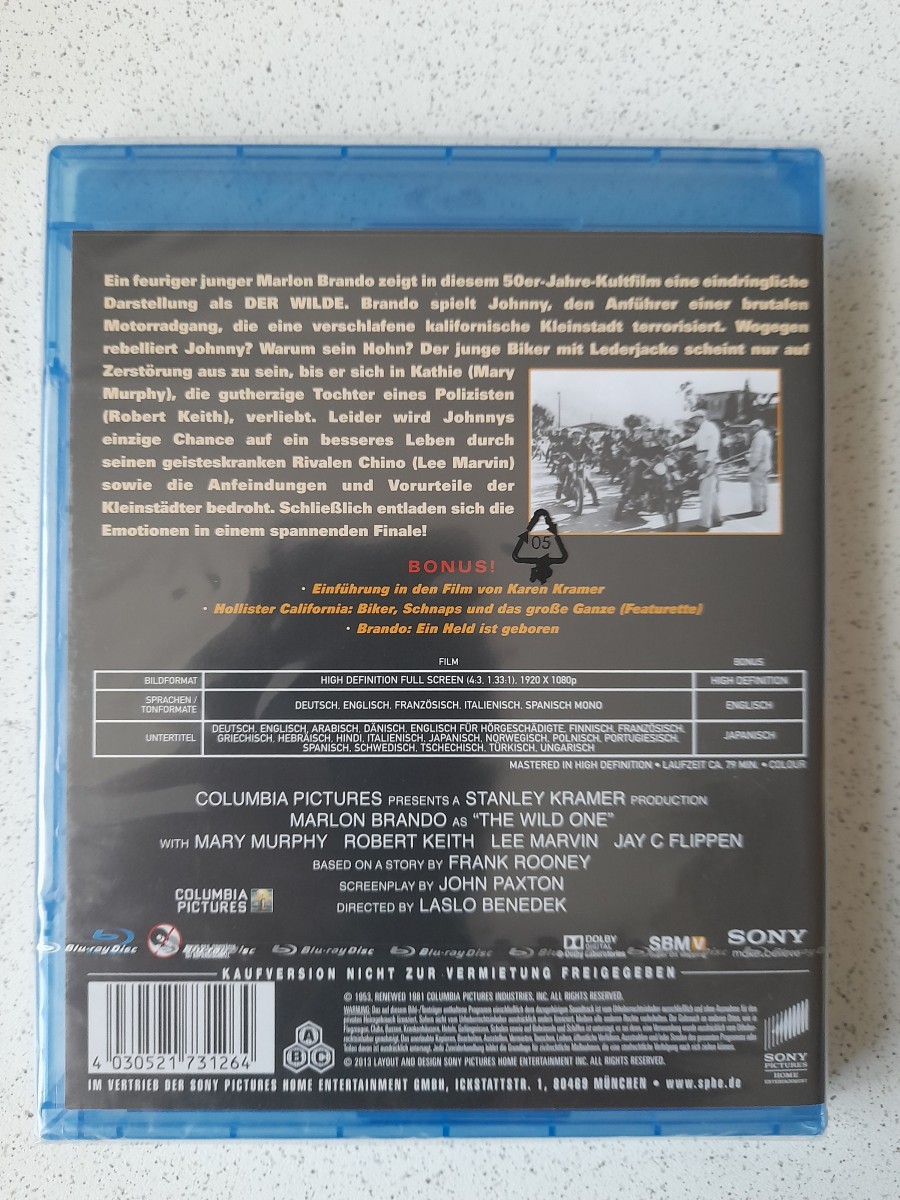 Ein feuriger junger Marlon Brando zeigt in diesem 50er-Jahre-Kultfilm eine eindringliche
Darstellung als DER WILDE. Brando spielt Johnny, den Anführer einer brutalen
Motorradgang, die eine verschlafene kalifornische Kleinstadt terrorisiert. Wogegen
rebelliert Johnny? Warum sein Hohn? Der junge Biker mit Lederjacke scheint nur auf
Zerstörung aus zu sein, bis er sich in Kathie (Mary
Murphy), die gutherzige Tochter eines Polizisten
(Robert Keith), verliebt. Leider wird Johnnys
einzige Chance auf ein besseres Leben durch
seinen geisteskranken Rivalen Chino (Lee Marvin)
sowie die Anfeindungen und Vorurteile der
Kleinstädter bedroht. Schließlich entladen sich die
Emotionen in einem spannenden Finale!
05
BONUS!
· Einführung in den Film von Karen Kramer
· Hollister California: Biker, Schnaps und das große Ganze (Featurette)
· Brando: Ein Held ist geboren
FILM BONUS
BILDFORMAT HIGH DEFINITION FULL SCREEN (4:3, 1.33:1), 1920 X 1080p HIGH DEFINITION
SPRACHEN / TONFORMATE DEUTSCH, ENGLISCH, FRANZÖSISCH, ITALIENISCH, SPANISCH MONO ENGLISCH
UNTERTITEL DEUTSCH, ENGLISCH, ARABISCH, DÄNISCH, ENGLISCH FÜR HÖRGESCHÄDIGTE, FINNISCH, FRANZÖSISCH, JAPANISCH
GRIECHISCH, HEBRÄISCH, HINDI, ITALIENISCH, JAPANISCH, NORWEGISCH, POLNISCH, PORTUGIESISCH,
SPANISCH, SCHWEDISCH, TSCHECHISCH, TÜRKISCH, UNGARISCH
MASTERED IN HIGH DEFINITION • LAUFZEIT CA. 79 MIN. • COLOUR
COLUMBIA PICTURES PRESENTS A STANLEY KRAMER PRODUCTION
MARLON BRANDO AS "THE WILD ONE"
WITH MARY MURPHY ROBERT KEITH LEE MARVIN JAY C FLIPPEN
BASED ON A STORY BY FRANK ROONEY
SCREENPLAY BY JOHN PAXTON
DIRECTED BY LASLO BENEDEK
COLUMBIA
PICTURES
Blu-ray Disc Blu-ray Disc Blu-ray Disc Blu-ray Disc
DOLBY
DIGITAL
SBMV
SONY
make.believe
KAUFVERSION NICHT ZUR VERMIETUNG FREIGEGEBEN
© 1953, RENEWED 1981 COLUMBIA PICTURES INDUSTRIES, INC. ALL RIGHTS RESERVED.
© 2013 LAYOUT AND DESIGN SONY PICTURES HOME ENTERTAINMENT INC. ALL RIGHTS RESERVED.
4 030521 731264
A
B C
SONY
PICTURES
HOME
ENTERTAINMENT
IM VERTRIEB DER SONY PICTURES HOME ENTERTAINMENT GMBH, ICKSTATTSTR. 1, 80469 MÜNCHEN • www.sphe.de